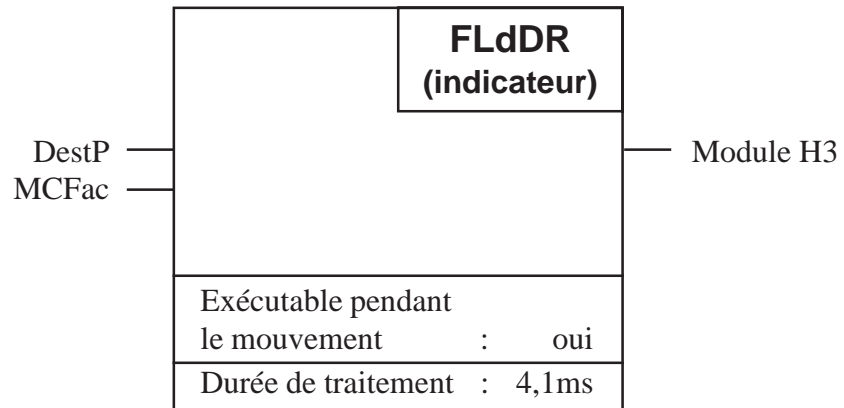 FLdDR
(indicateur)
DestP
MCFac
Module H3
Exécutable pendant
le mouvement : oui
Durée de traitement : 4,1ms